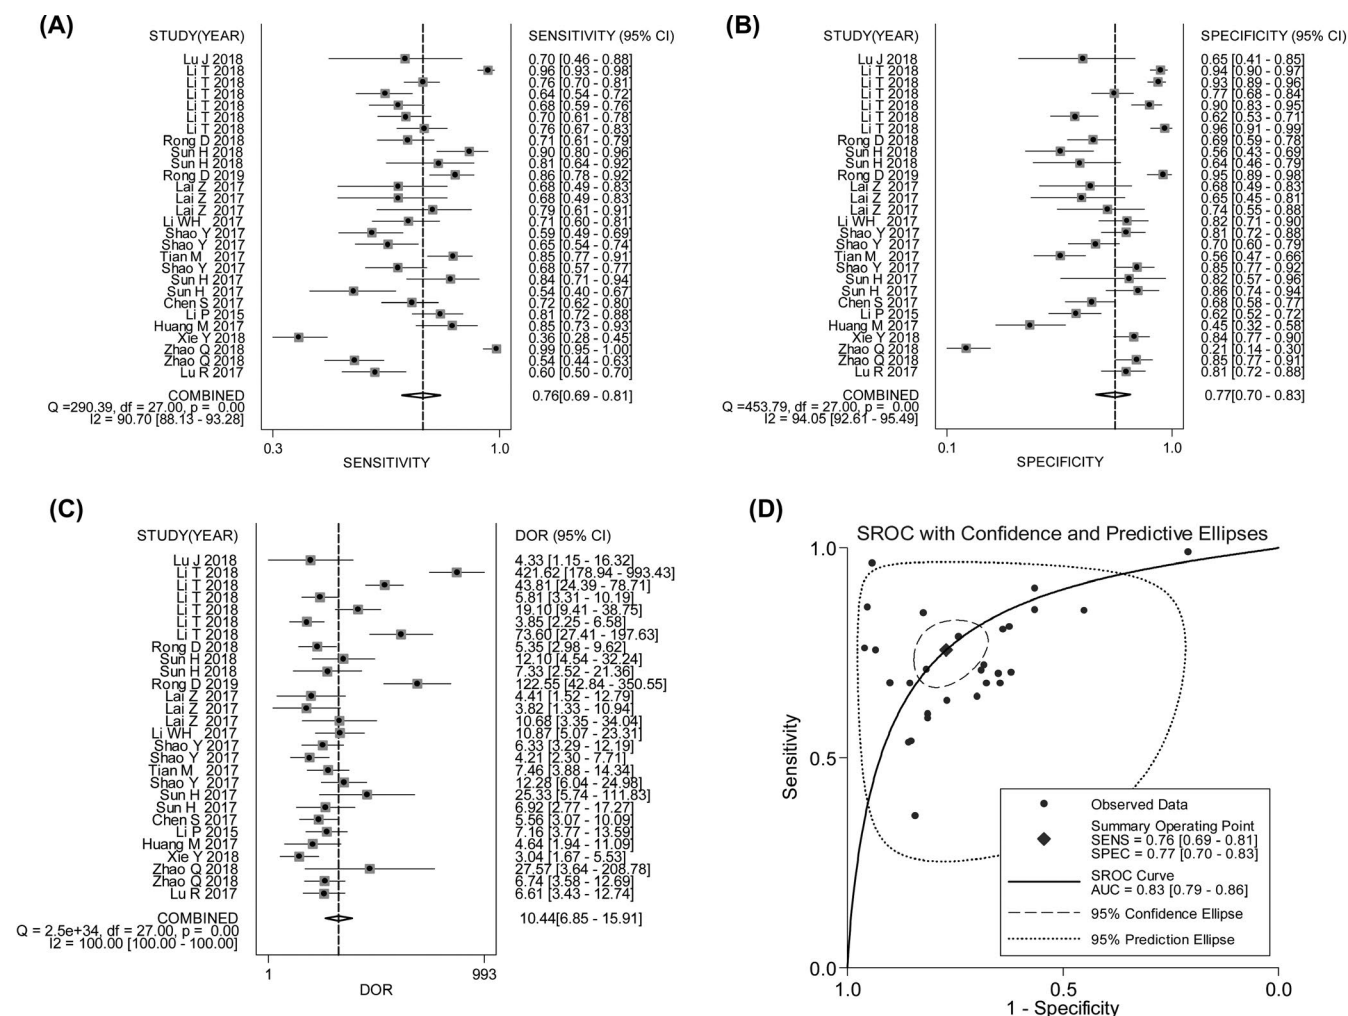 (A)
STUDY(YEAR) SENSITIVITY (95% CI)
Lu J 2018 0.70 [0.46 - 0.88]
Li T 2018 0.96 [0.93 - 0.98]
Li T 2018 0.76 [0.70 - 0.81]
Li T 2018 0.64 [0.54 - 0.72]
Li T 2018 0.68 [0.59 - 0.76]
Li T 2018 0.70 [0.61 - 0.78]
Li T 2018 0.76 [0.67 - 0.83]
Rong D 2018 0.71 [0.61 - 0.79]
Sun H 2018 0.90 [0.80 - 0.96]
Sun H 2018 0.81 [0.64 - 0.92]
Rong D 2019 0.86 [0.78 - 0.92]
Lai Z 2017 0.68 [0.49 - 0.83]
Lai Z 2017 0.68 [0.49 - 0.83]
Lai Z 2017 0.79 [0.61 - 0.91]
Li WH 2017 0.71 [0.60 - 0.81]
Shao Y 2017 0.59 [0.49 - 0.69]
Shao Y 2017 0.65 [0.54 - 0.74]
Tian M 2017 0.85 [0.77 - 0.91]
Shao Y 2017 0.68 [0.57 - 0.77]
Sun H 2017 0.84 [0.71 - 0.94]
Sun H 2017 0.54 [0.40 - 0.67]
Chen S 2017 0.72 [0.62 - 0.80]
Li P 2015 0.81 [0.72 - 0.88]
Huang M 2017 0.85 [0.73 - 0.93]
Xie Y 2018 0.36 [0.28 - 0.45]
Zhao Q 2018 0.99 [0.95 - 1.00]
Zhao Q 2018 0.54 [0.44 - 0.63]
Lu R 2017 0.60 [0.50 - 0.70]
COMBINED 0.76[0.69 - 0.81]
Q =290.39, df = 27.00, p = 0.00
I2 = 90.70 [88.13 - 93.28]
0.3 1.0
SENSITIVITY
(B)
STUDY(YEAR) SPECIFICITY (95% CI)
Lu J 2018 0.65 [0.41 - 0.85]
Li T 2018 0.94 [0.90 - 0.97]
Li T 2018 0.93 [0.89 - 0.96]
Li T 2018 0.77 [0.68 - 0.84]
Li T 2018 0.90 [0.83 - 0.95]
Li T 2018 0.62 [0.53 - 0.71]
Li T 2018 0.96 [0.91 - 0.99]
Rong D 2018 0.69 [0.59 - 0.78]
Sun H 2018 0.56 [0.43 - 0.69]
Sun H 2018 0.64 [0.46 - 0.79]
Rong D 2019 0.95 [0.89 - 0.98]
Lai Z 2017 0.68 [0.49 - 0.83]
Lai Z 2017 0.65 [0.45 - 0.81]
Lai Z 2017 0.74 [0.55 - 0.88]
Li WH 2017 0.82 [0.71 - 0.90]
Shao Y 2017 0.81 [0.72 - 0.88]
Shao Y 2017 0.70 [0.60 - 0.79]
Tian M 2017 0.56 [0.47 - 0.66]
Shao Y 2017 0.85 [0.77 - 0.92]
Sun H 2017 0.82 [0.57 - 0.96]
Sun H 2017 0.86 [0.74 - 0.94]
Chen S 2017 0.68 [0.58 - 0.77]
Li P 2015 0.62 [0.52 - 0.72]
Huang M 2017 0.45 [0.32 - 0.58]
Xie Y 2018 0.84 [0.77 - 0.90]
Zhao Q 2018 0.21 [0.14 - 0.30]
Zhao Q 2018 0.85 [0.77 - 0.91]
Lu R 2017 0.81 [0.72 - 0.88]
COMBINED 0.77[0.70 - 0.83]
Q =453.79, df = 27.00, p = 0.00
I2 = 94.05 [92.61 - 95.49]
0.1 1.0
SPECIFICITY
(C)
STUDY(YEAR) DOR (95% CI)
Lu J 2018 4.33 [1.15 - 16.32]
Li T 2018 421.62 [178.94 - 993.43]
Li T 2018 43.81 [24.39 - 78.71]
Li T 2018 5.81 [3.31 - 10.19]
Li T 2018 19.10 [9.41 - 38.75]
Li T 2018 3.85 [2.25 - 6.58]
Li T 2018 73.60 [27.41 - 197.63]
Rong D 2018 5.35 [2.98 - 9.62]
Sun H 2018 12.10 [4.54 - 32.24]
Sun H 2018 7.33 [2.52 - 21.36]
Rong D 2019 122.55 [42.84 - 350.55]
Lai Z 2017 4.41 [1.52 - 12.79]
Lai Z 2017 3.82 [1.33 - 10.94]
Lai Z 2017 10.68 [3.35 - 34.04]
Li WH 2017 10.87 [5.07 - 23.31]
Shao Y 2017 6.33 [3.29 - 12.19]
Shao Y 2017 4.21 [2.30 - 7.71]
Tian M 2017 7.46 [3.88 - 14.34]
Shao Y 2017 12.28 [6.04 - 24.98]
Sun H 2017 25.33 [5.74 - 111.83]
Sun H 2017 6.92 [2.77 - 17.27]
Chen S 2017 5.56 [3.07 - 10.09]
Li P 2015 7.16 [3.77 - 13.59]
Huang M 2017 4.64 [1.94 - 11.09]
Xie Y 2018 3.04 [1.67 - 5.53]
Zhao Q 2018 27.57 [3.64 - 208.78]
Zhao Q 2018 6.74 [3.58 - 12.69]
Lu R 2017 6.61 [3.43 - 12.74]
COMBINED 10.44[6.85 - 15.91]
Q = 2.5e+34, df = 27.00, p = 0.00
I2 = 100.00 [100.00 - 100.00]
1 993
DOR
(D)
SROC with Confidence and Predictive Ellipses
1.0
0.5
0.0
Sensitivity
Observed Data
Summary Operating Point
SENS = 0.76 [0.69 - 0.81]
SPEC = 0.77 [0.70 - 0.83]
SROC Curve
AUC = 0.83 [0.79 - 0.86]
95% Confidence Ellipse
95% Prediction Ellipse
1.0 0.5 0.0
1 - Specificity